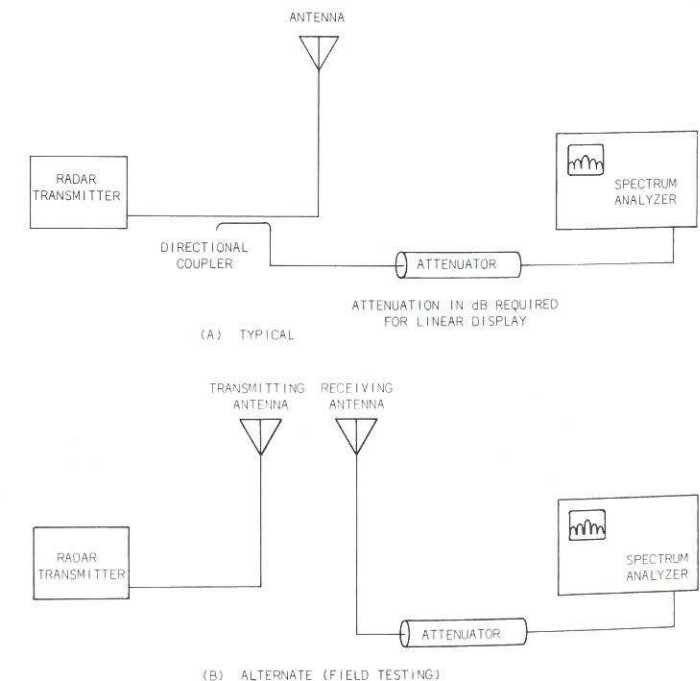 ANTENNA
RADAR
TRANSMITTER
SPECTRUM
ANALYZER
DIRECTIONAL
COUPLER
ATTENUATOR
ATTENUATION IN dB REQUIRED
FOR LINEAR DISPLAY
(A) TYPICAL
TRANSMITTING
ANTENNA
RECEIVING
ANTENNA
RADAR
TRANSMITTER
SPECTRUM
ANALYZER
ATTENUATOR
(B) ALTERNATE (FIELD TESTING)